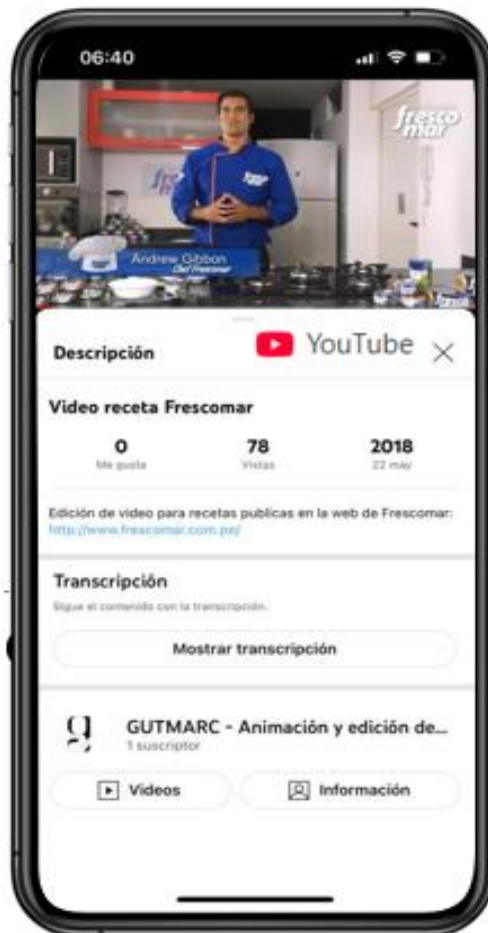 06:40
fresco
mar
Andrew Gibbon
Chef Frescomar
Descripción
YouTube
Video receta Frescomar
0 78 2018
Me gusta Vistas 22 may
Edición de video para recetas publicas en la web de Frescomar:
http://www.frescomar.com.pe/
Transcripción
Sigue el contenido con la transcripción.
Mostrar transcripción
GUTMARC - Animación y edición de...
1 suscriptor
Videos Información